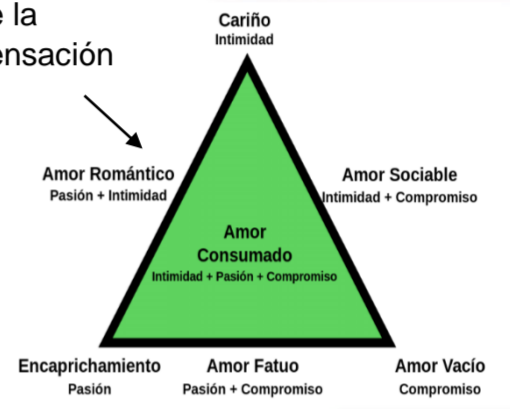 la
Cariño
Intimidad
Amor Romántico
Pasión + Intimidad
Amor Sociable
Intimidad + Compromiso
Amor
Consumado
Intimidad + Pasión + Compromiso
Encaprichamiento
Pasión
Amor Fatuo
Pasión + Compromiso
Amor Vacío
Compromiso